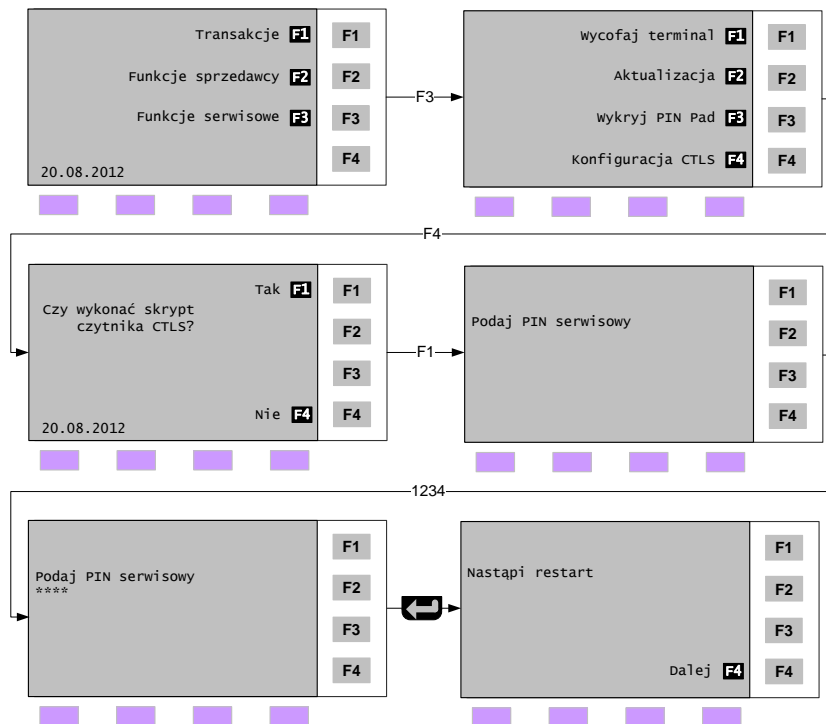 Transakcje F1 F1
Funkcje sprzedawcy F2 F2
Funkcje serwisowe F3 F3
F4
20.08.2012
F3
Wycofaj terminal F1 F1
Aktualizacja F2 F2
Wykryj PIN Pad F3 F3
Konfiguracja CTLS F4 F4
F4
Tak F1 F1
Czy wykonać skrypt
czytnika CTLS?
F2
F3
Nie F4 F4
20.08.2012
F1
F1
Podaj PIN serwisowy
F2
F3
F4
1234
F1
Podaj PIN serwisowy
****
F2
F3
F4
F1
Nastąpi restart
F2
F3
Dalej F4 F4